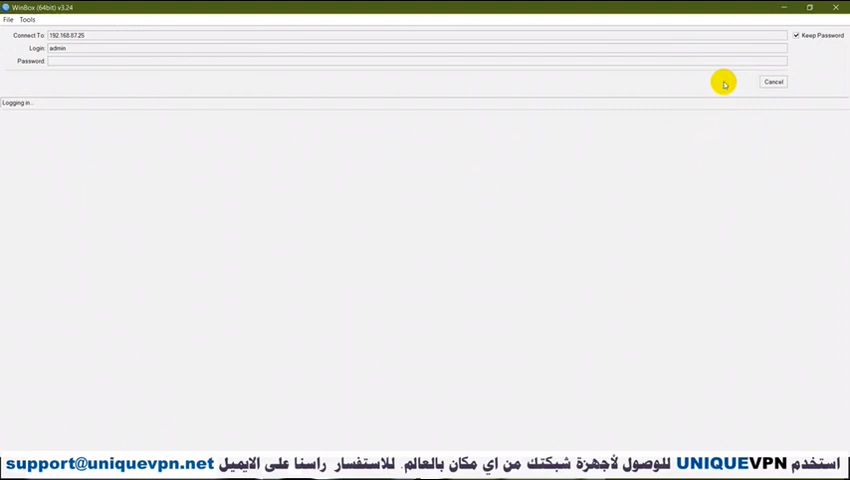 WinBox (64bit) v3.24
File Tools
Connect To: 192.168.87.25 Keep Password
Login: admin
Password:
Cancel
Logging in..
استخدم UNIQUEVPN للوصول لأجهزة شبكتك من اي مكان بالعالم. للاستفسار راسنا على الايميل support@uniquevpn.net